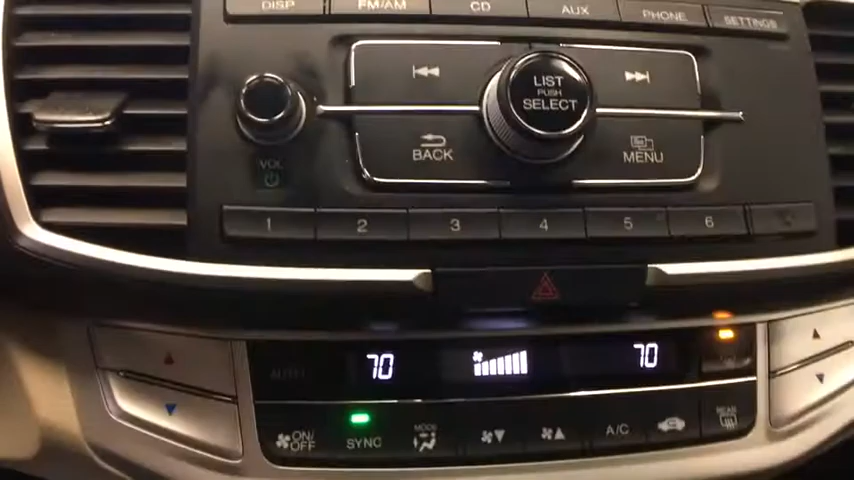 DISP FM/AM CD AUX PHONE SETTINGS
LIST
PUSH
SELECT
BACK MENU
VOL
1 2 3 4 5 6
AUTO 70 70
ON/OFF SYNC MODE A/C REAR